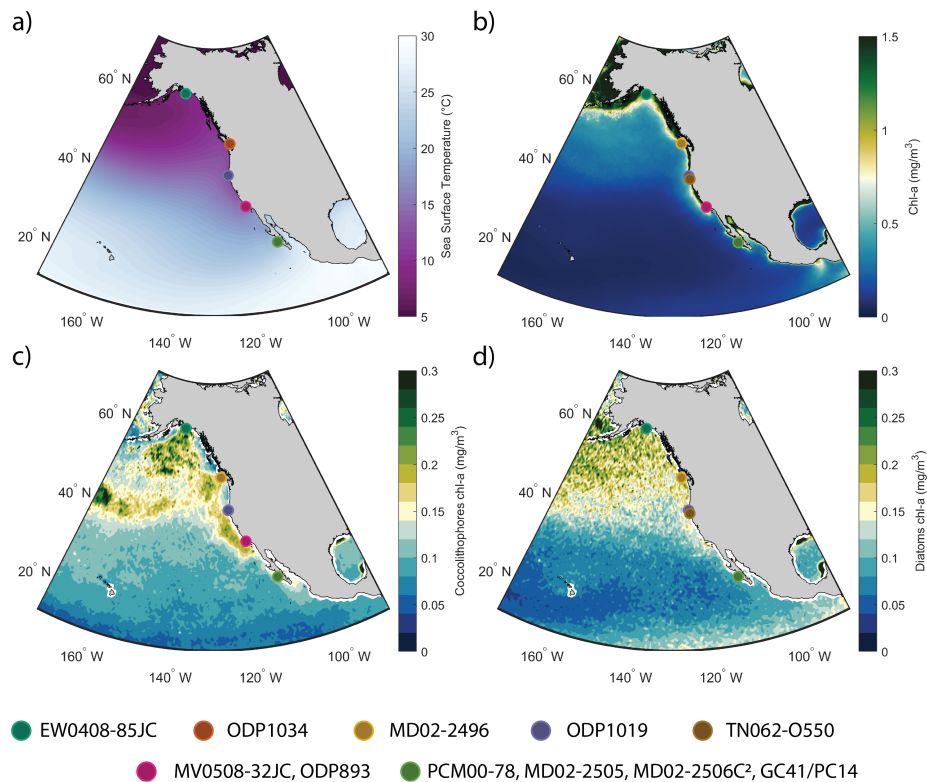 a)
60° N
40° N
20° N
160° W
140° W
120° W
100° W
30
25
20
15
10
5
Sea Surface Temperature (°C)
b)
60° N
40° N
20° N
160° W
140° W
120° W
100° W
1.5
1
0.5
0
Chl-a (mg/m³)
c)
60° N
40° N
20° N
160° W
140° W
120° W
100° W
0.3
0.25
0.2
0.15
0.1
0.05
0
Coccolithophores chl-a (mg/m³)
d)
60° N
40° N
20° N
160° W
140° W
120° W
100° W
0.3
0.25
0.2
0.15
0.1
0.05
0
Diatoms chl-a (mg/m³)
EW0408-85JC ODP1034 MD02-2496 ODP1019 TN062-O550
MV0508-32JC, ODP893 PCM00-78, MD02-2505, MD02-2506C², GC41/PC14